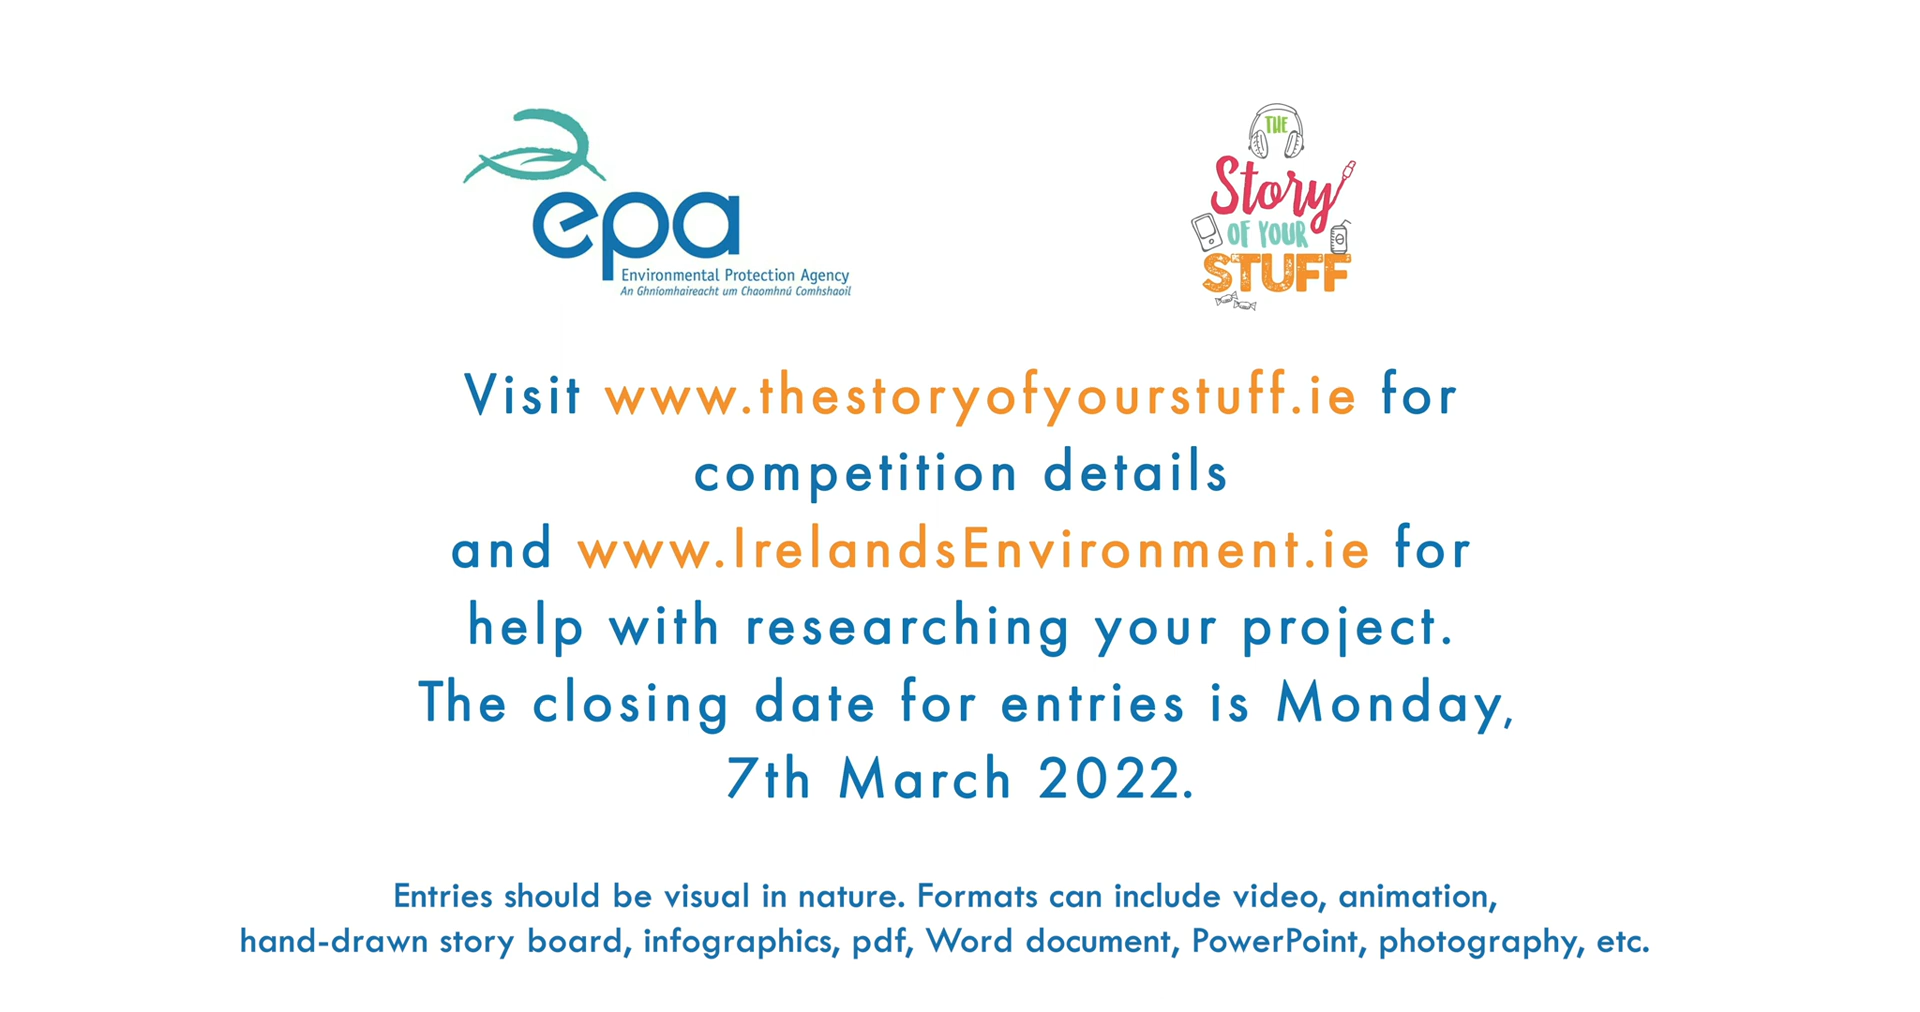 epa
Environmental Protection Agency
An Ghníomhaireacht um Chaomhnú Comhshaoil
THE
Story
OF YOUR
STUFF
Visit www.thestoryofyourstuff.ie for
competition details
and www.IrelandsEnvironment.ie for
help with researching your project.
The closing date for entries is Monday,
7th March 2022.
Entries should be visual in nature. Formats can include video, animation,
hand-drawn story board, infographics, pdf, Word document, PowerPoint, photography, etc.